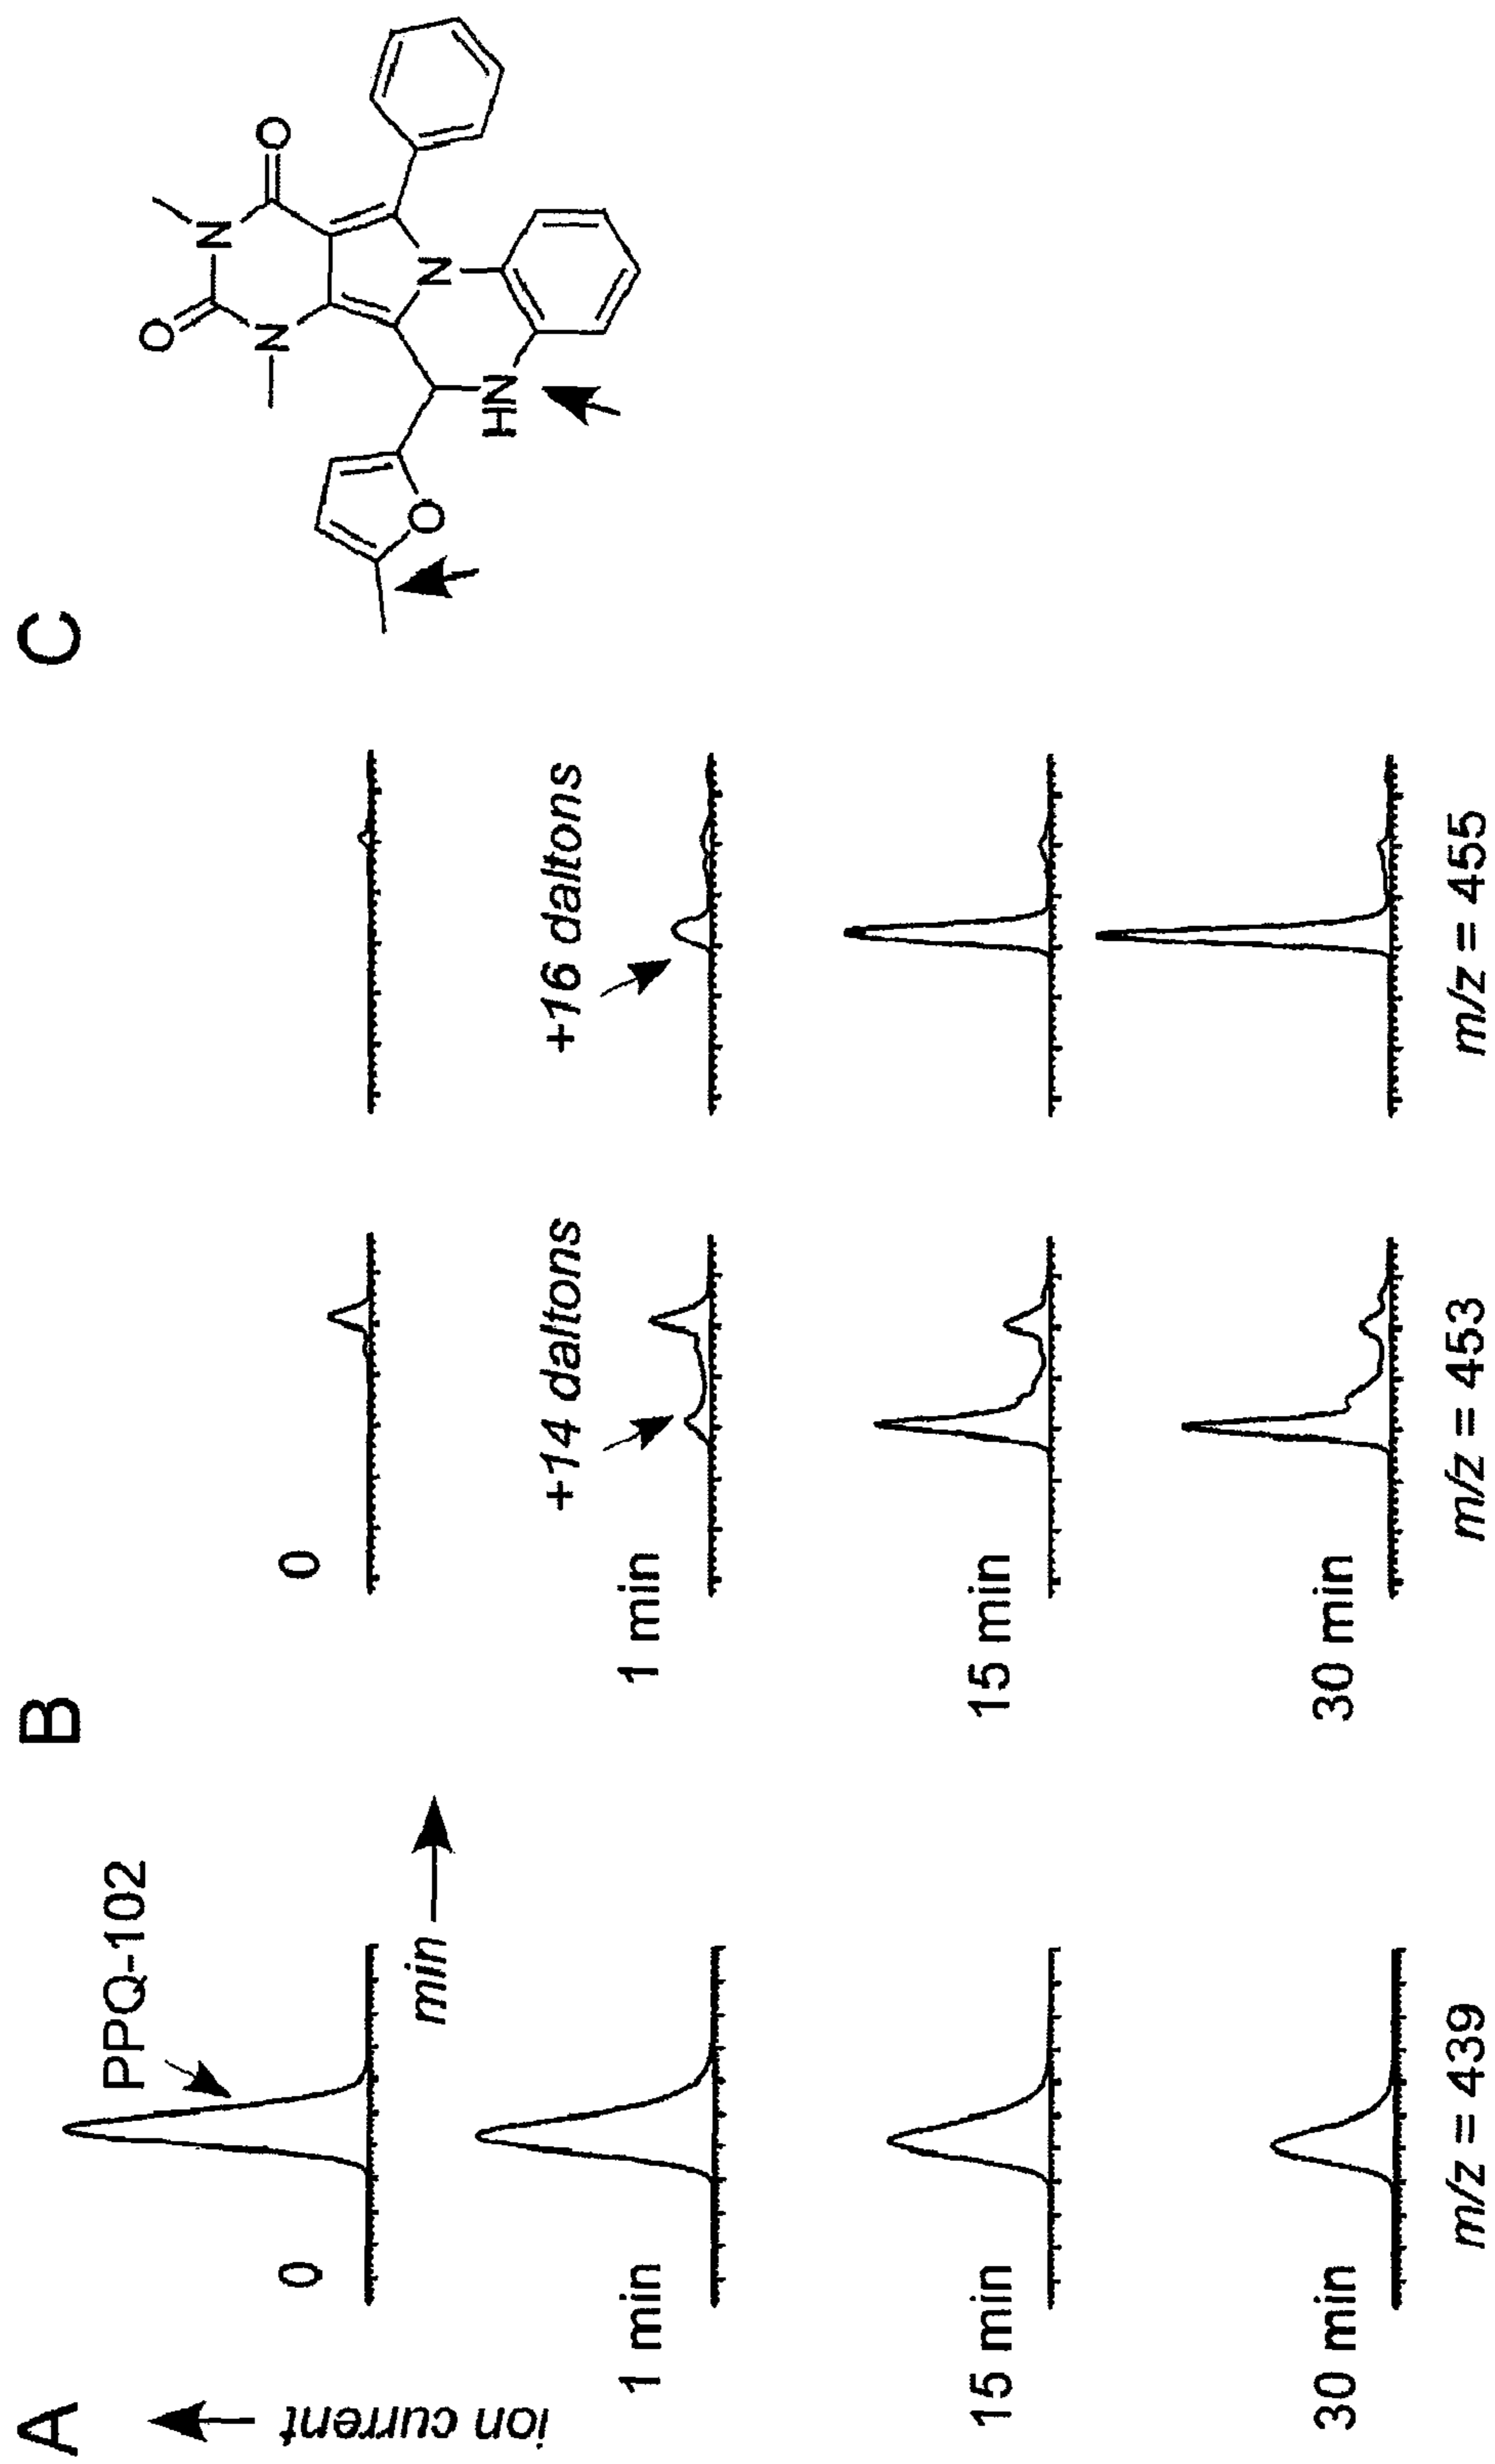 A
ion current
PPQ-102
0
min
1 min
15 min
30 min
m/z = 439
B
0
+14 daltons
+16 daltons
1 min
15 min
30 min
m/z = 453
m/z = 455
C
O
N
N
O
N
HN
O